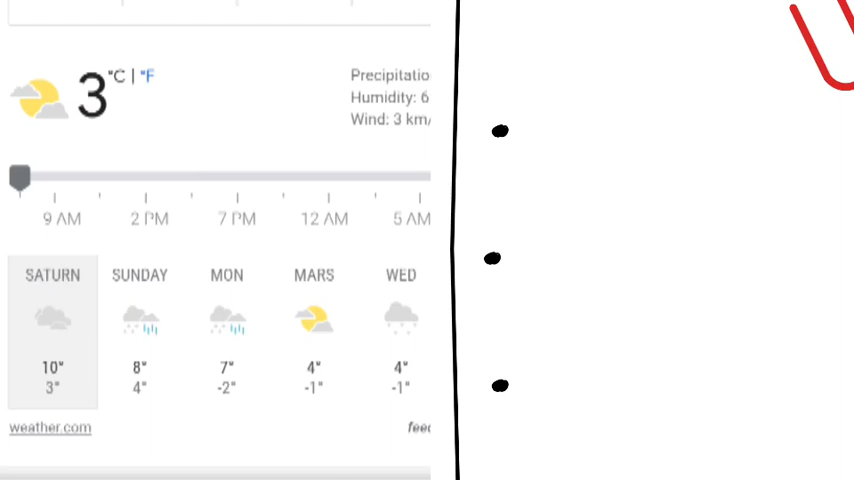 3 °C | °F
Precipitatio
Humidity: 6
Wind: 3 km/
9 AM 2 PM 7 PM 12 AM 5 AM
SATURN SUNDAY MON MARS WED
10° 8° 7° 4° 4°
3° 4° -2° -1° -1°
weather.com feed